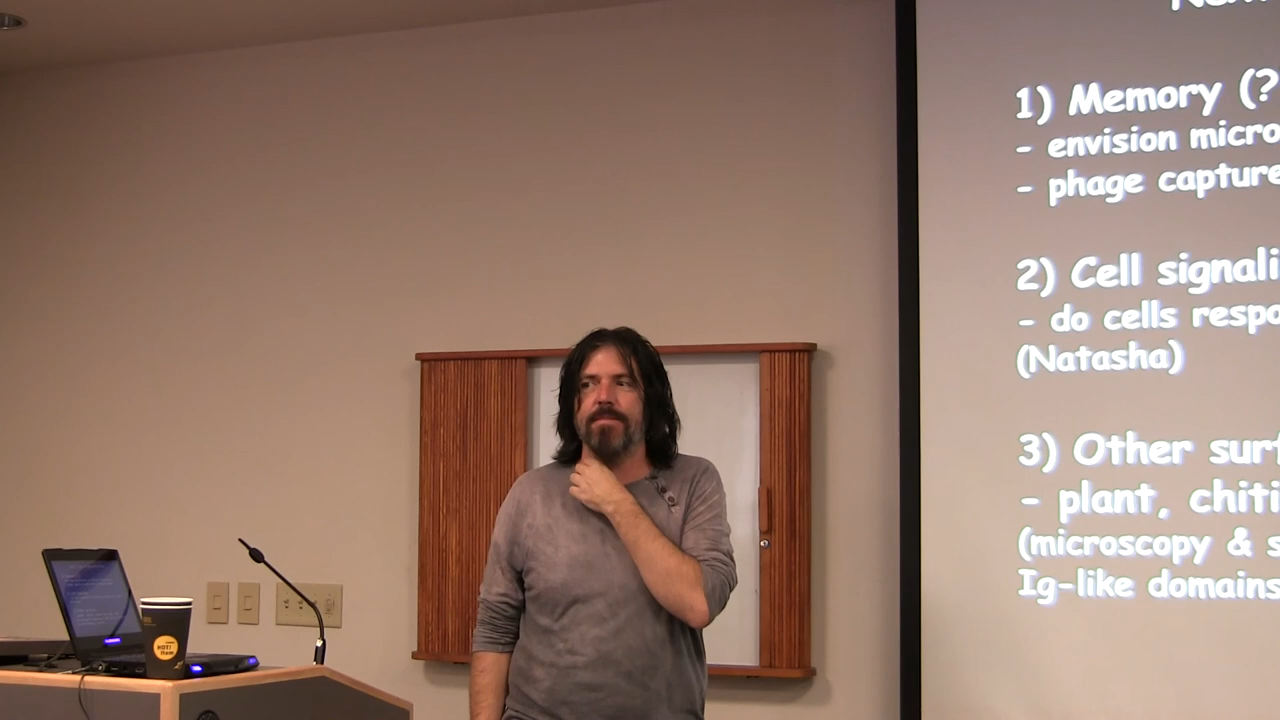 1) Memory (?
- envision micro
- phage capture
2) Cell signali
- do cells respo
(Natasha)
3) Other surf
- plant, chiti
(microscopy & s
Ig-like domains
HOT!